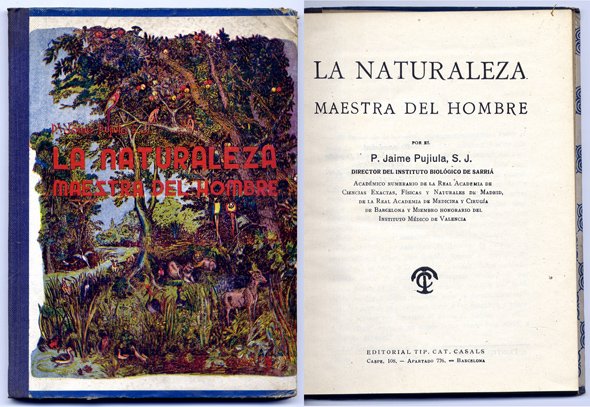 LA NATURALEZA
MAESTRA DEL HOMBRE
LA NATURALEZA
MAESTRA DEL HOMBRE
POR EL
P. Jaime Pujiula, S. J.
DIRECTOR DEL INSTITUTO BIOLÓGICO DE SARRIÁ
Académico numerario de la Real Academia de
Ciencias Exactas, Físicas y Naturales de Madrid,
de la Real Academia de Medicina y Cirugía
de Barcelona y Miembro honorario del
Instituto Médico de Valencia
EDITORIAL TIP. CAT. CASALS
Caspe, 108. — Apartado 776. — Barcelona